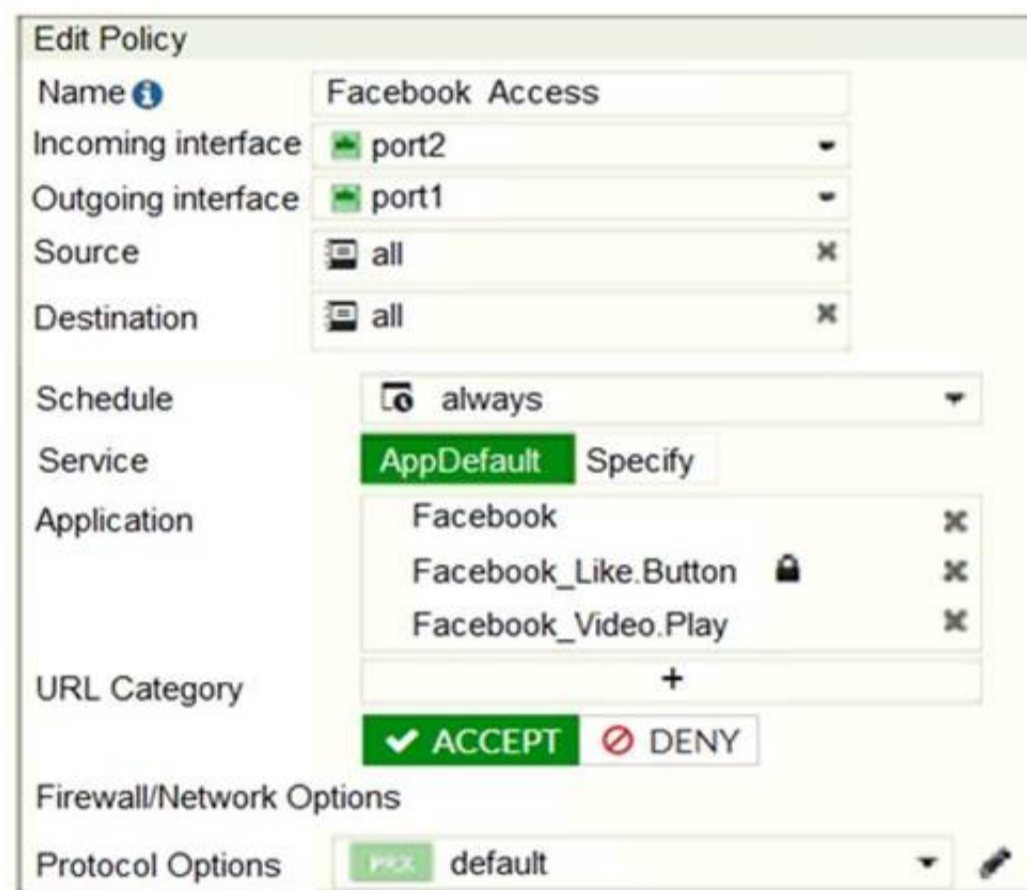 Edit Policy
Name
Facebook Access
Incoming interface port2
Outgoing interface port1
Source all
Destination all
Schedule always
Service AppDefault Specify
Application Facebook
Facebook_Like.Button
Facebook_Video.Play
URL Category +
ACCEPT DENY
Firewall/Network Options
Protocol Options default